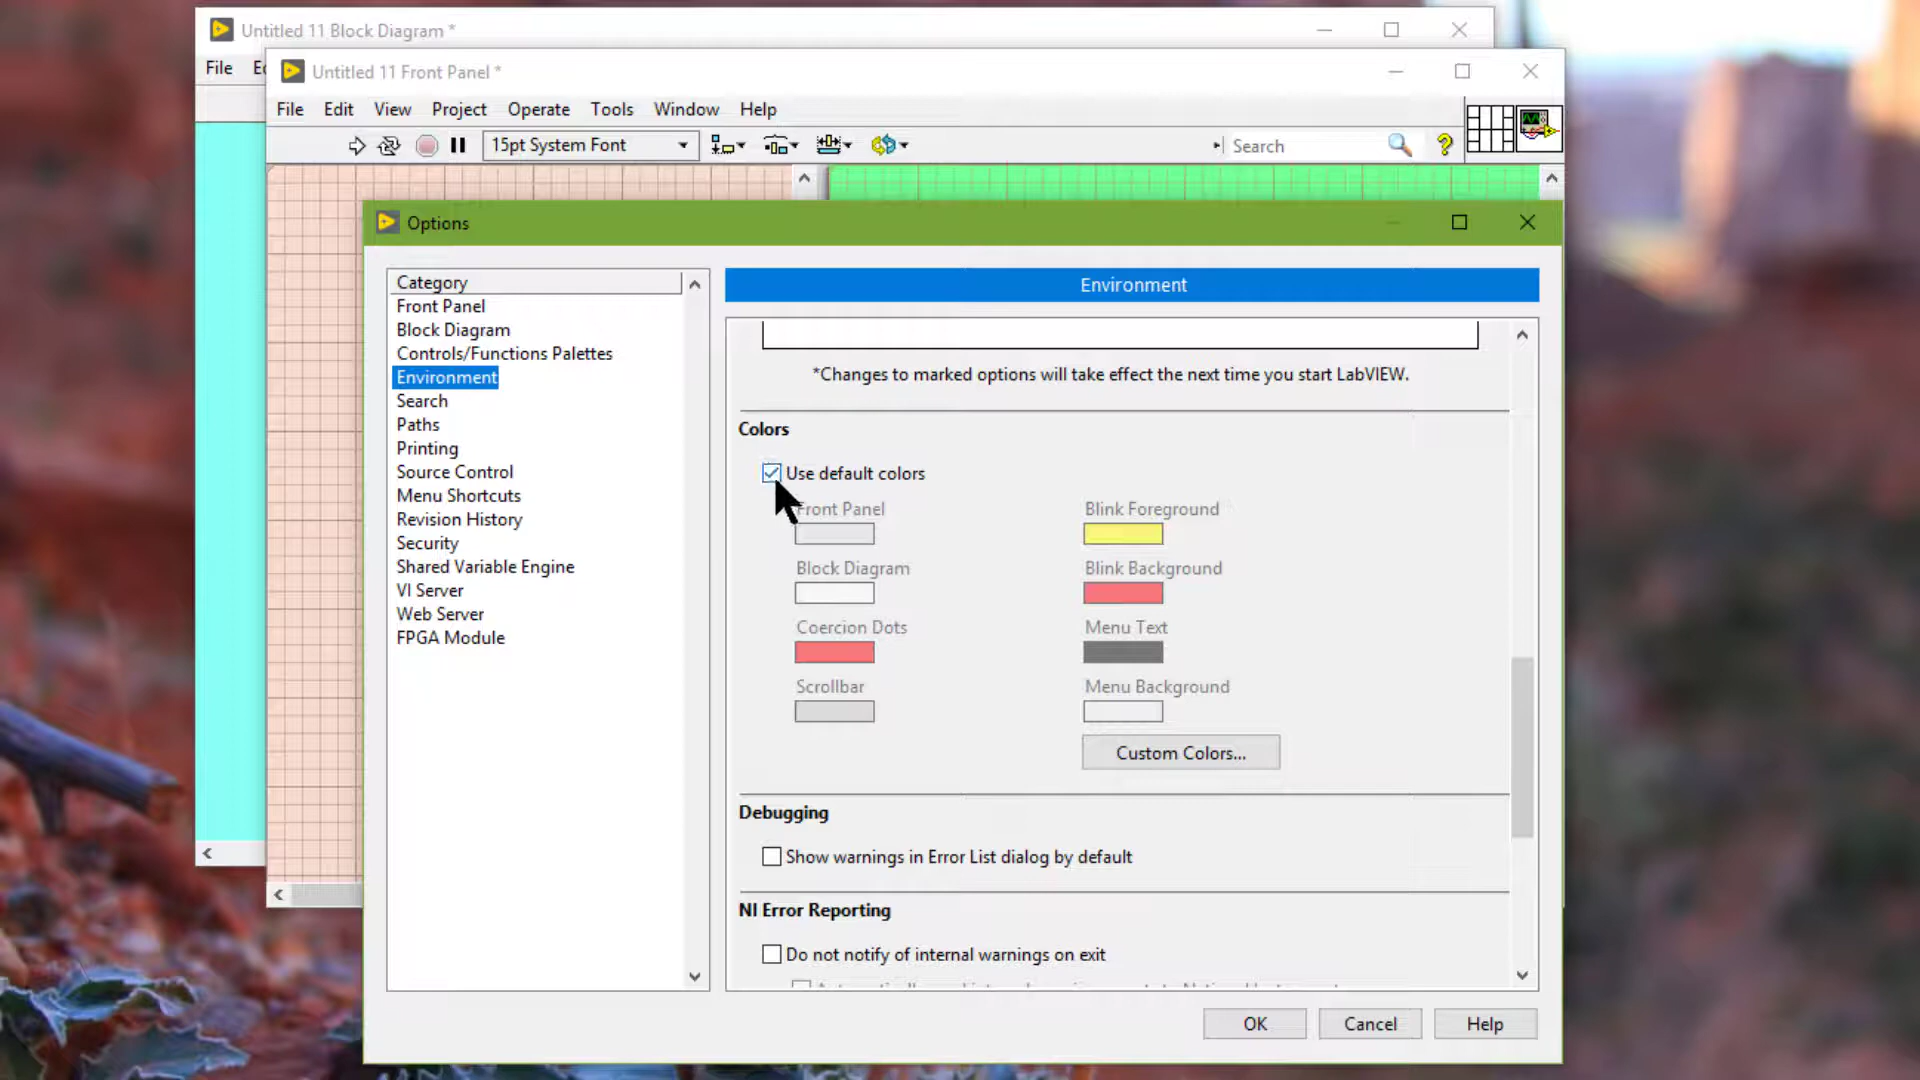 Untitled 11 Block Diagram *
File
Untitled 11 Front Panel *
File Edit View Project Operate Tools Window Help
15pt System Font
Search
?
Options
Category
Front Panel
Block Diagram
Controls/Functions Palettes
Environment
Search
Paths
Printing
Source Control
Menu Shortcuts
Revision History
Security
Shared Variable Engine
VI Server
Web Server
FPGA Module
Environment
*Changes to marked options will take effect the next time you start LabVIEW.
Colors
Use default colors
Front Panel
Blink Foreground
Block Diagram
Blink Background
Coercion Dots
Menu Text
Scrollbar
Menu Background
Custom Colors...
Debugging
Show warnings in Error List dialog by default
NI Error Reporting
Do not notify of internal warnings on exit
OK Cancel Help